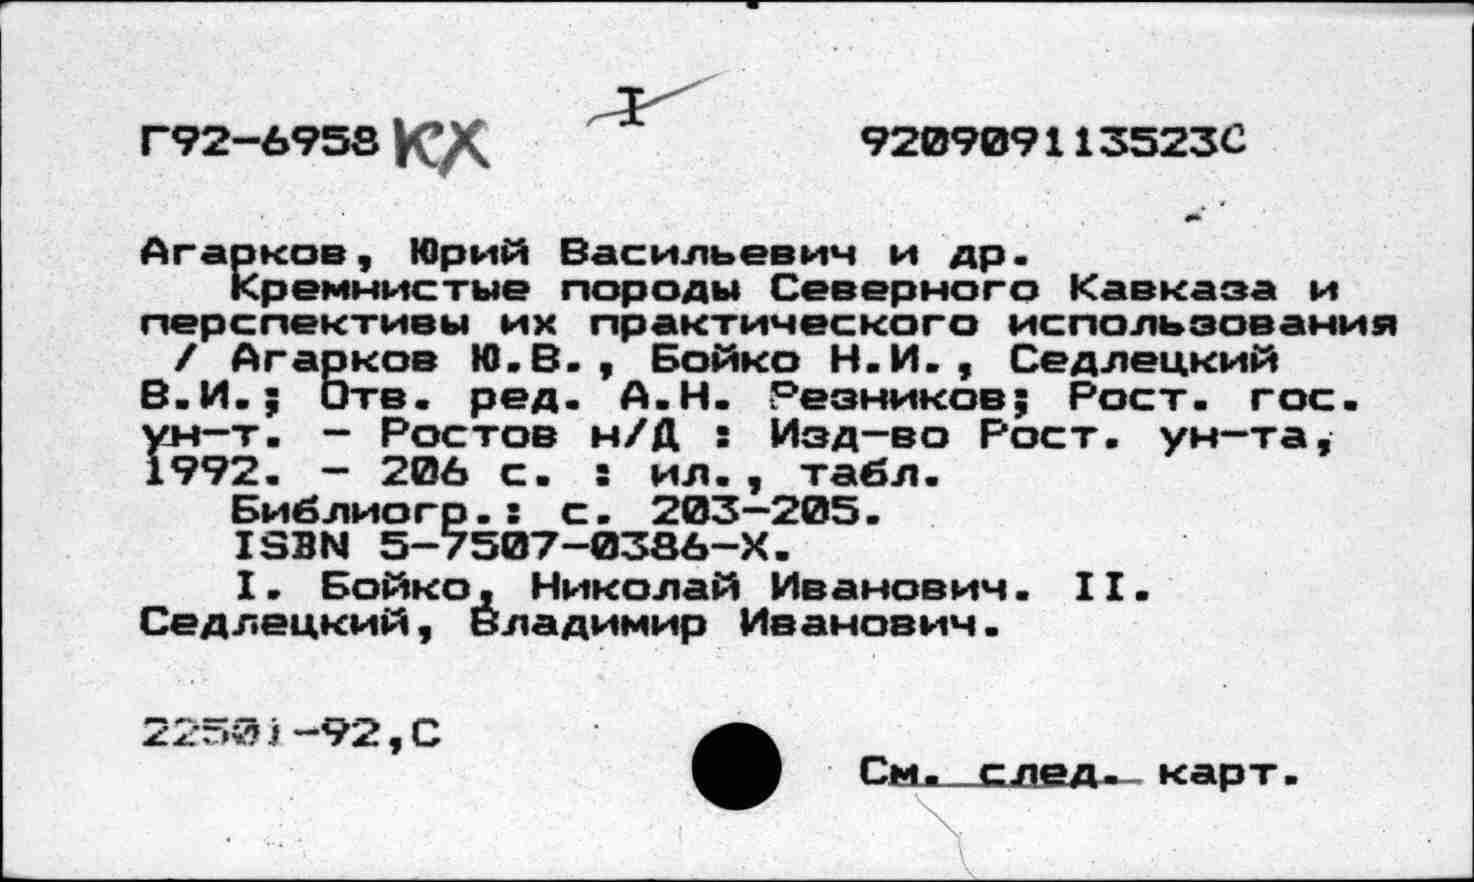 I
Г92-6958 КХ 920909113523С
Агарков, Юрий Васильевич и др.
Кремнистые породы Северного Кавказа и
перспективы их практического использования
/ Агарков Ю.В., Бойко Н.И., Седлецкий
В.И.; Отв. ред. А.Н. Резников; Рост. гос.
ун-т. - Ростов н/Д : Изд-во Рост. ун-та,
1992. - 206 с. : ил., табл.
Библиогр.: с. 203-205.
ISBN 5-7507-0386-X.
I. Бойко, Николай Иванович. II.
Седлецкий, Владимир Иванович.
22501-92,С
См. след. карт.